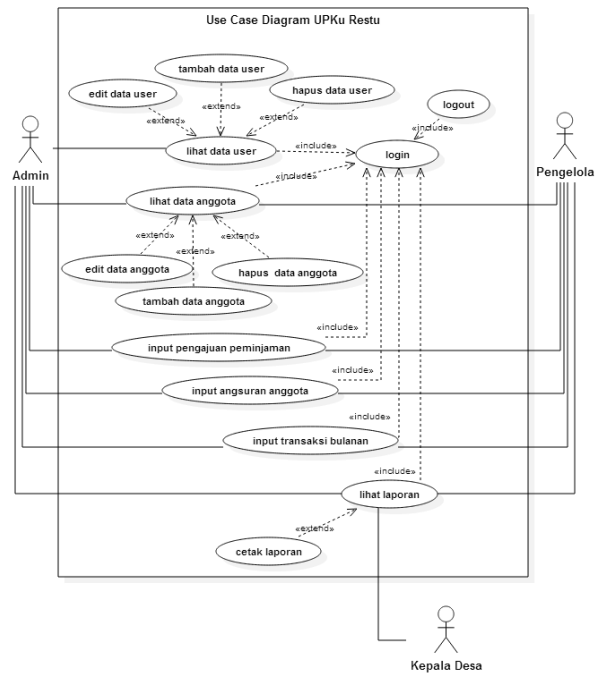 Use Case Diagram UPKu Restu
tambah data user
edit data user
hapus data user
logout
«extend»
«extend»
«extend»
«include»
lihat data user
«include»
login
Admin
Pengelola
«include»
lihat data anggota
«extend»
«extend»
«extend»
edit data anggota
hapus data anggota
tambah data anggota
«include»
input pengajuan peminjaman
«include»
input angsuran anggota
«include»
input transaksi bulanan
«include»
lihat laporan
«extend»
cetak laporan
Kepala Desa